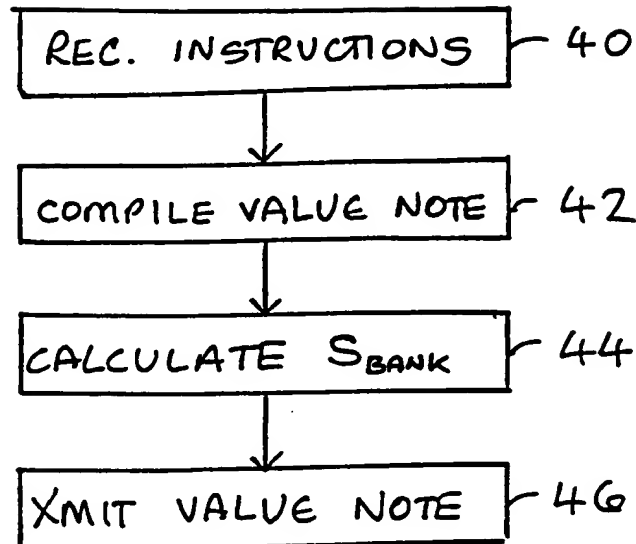 REC. INSTRUCTIONS 40
COMPILE VALUE NOTE 42
CALCULATE SBANK 44
XMIT VALUE NOTE 46